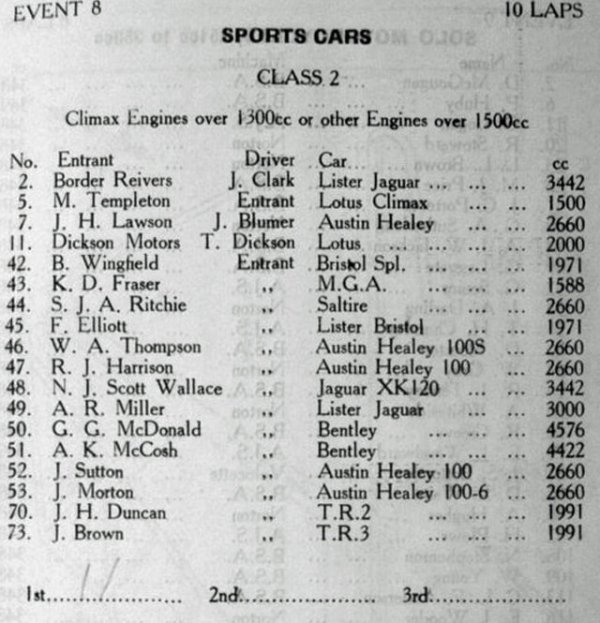 EVENT 8 10 LAPS
SPORTS CARS
CLASS 2
Climax Engines over 1300cc or other Engines over 1500cc
No. Entrant Driver Car cc
2. Border Reivers J. Clark Lister Jaguar ... ... 3442
5. M. Templeton Entrant Lotus Climax ... 1500
7. J. H. Lawson J. Blumer Austin Healey ... 2660
11. Dickson Motors T. Dickson Lotus ... ... 2000
42. B. Wingfield Entrant Bristol Spl. ... ... 1971
43. K. D. Fraser ,, M.G.A. ... ... 1588
44. S. J. A. Ritchie ,, Saltire ... ... 2660
45. F. Elliott ,, Lister Bristol ... 1971
46. W. A. Thompson ,, Austin Healey 100S ... 2660
47. R. J. Harrison ,, Austin Healey 100 ... 2660
48. N. J. Scott Wallace ,, Jaguar XK120 ... 3442
49. A. R. Miller ,, Lister Jaguar ... 3000
50. G. G. McDonald ,, Bentley ... ... 4576
51. A. K. McCosh ,, Bentley ... ... 4422
52. J. Sutton ,, Austin Healey 100 ... 2660
53. J. Morton ,, Austin Healey 100-6 ... 2660
70. J. H. Duncan ,, T.R.2 ... ... 1991
73. J. Brown ,, T.R.3 ... ... 1991
1st..................... 2nd..................... 3rd.....................